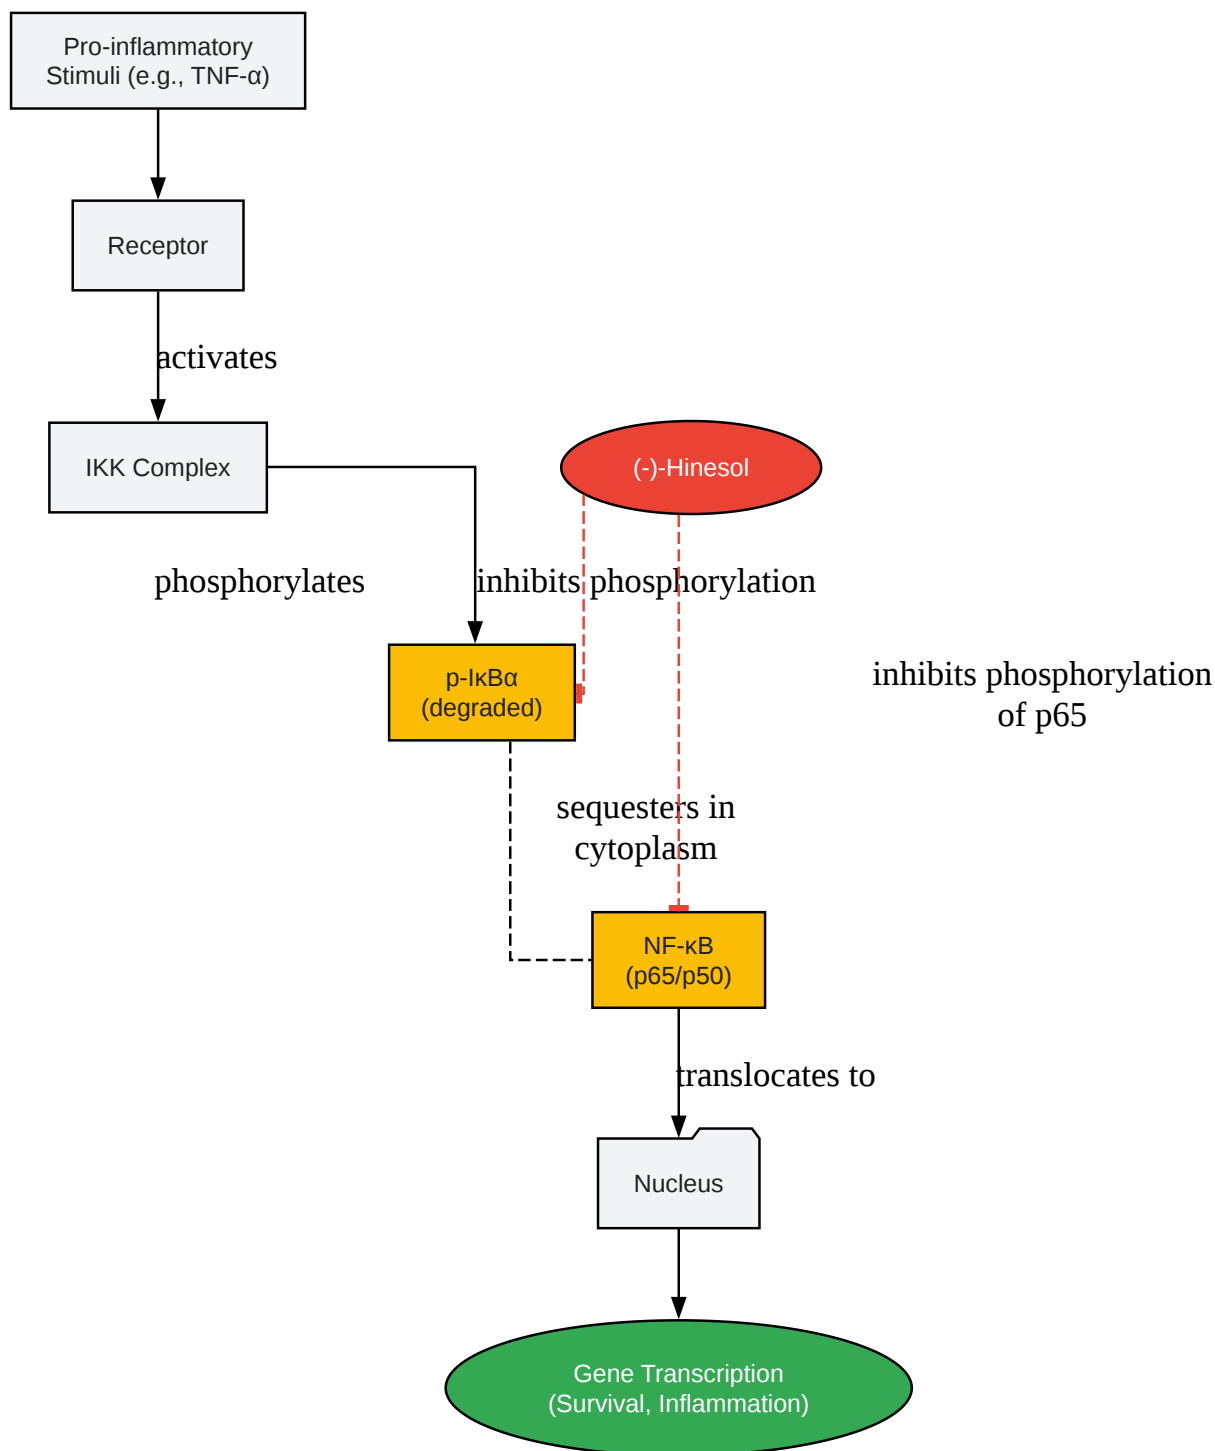 Pro-inflammatory
Stimuli (e.g., TNF-α)
Receptor
activates
IKK Complex
(-)-Hinesol
phosphorylates
inhibits phosphorylation
p-IκBα
(degraded)
inhibits phosphorylation
of p65
sequesters in
cytoplasm
NF-κB
(p65/p50)
translocates to
Nucleus
Gene Transcription
(Survival, Inflammation)